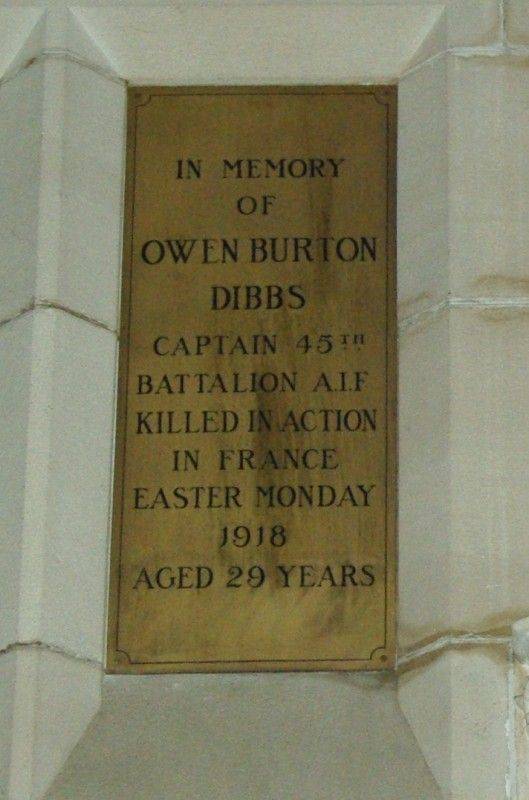 IN MEMORY
OF
OWEN BURTON
DIBBS
CAPTAIN 45TH
BATTALION A.I.F
KILLED IN ACTION
IN FRANCE
EASTER MONDAY
1918
AGED 29 YEARS